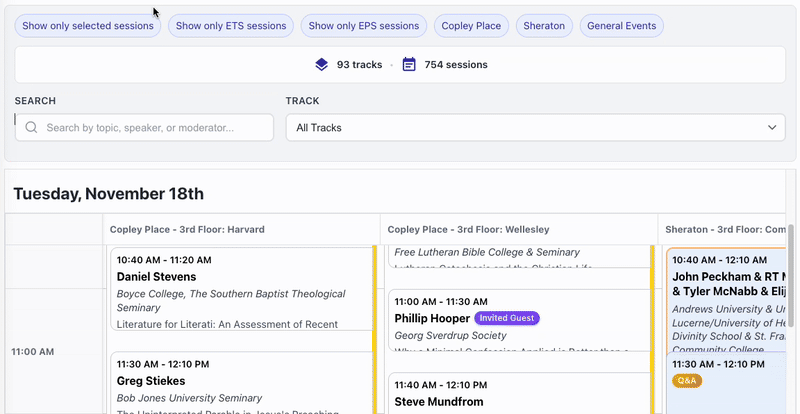 Show only selected sessions
Show only ETS sessions
Show only EPS sessions
Copley Place
Sheraton
General Events
93 tracks · 754 sessions
SEARCH
TRACK
Search by topic, speaker, or moderator...
All Tracks
Tuesday, November 18th
Copley Place - 3rd Floor: Harvard
Copley Place - 3rd Floor: Wellesley
Sheraton - 3rd Floor: Com
11:00 AM
10:40 AM - 11:20 AM
Daniel Stevens
Boyce College, The Southern Baptist Theological
Seminary
Literature for Literati: An Assessment of Recent
11:30 AM - 12:10 PM
Greg Stiekes
Bob Jones University Seminary
The Uninterpreted Parable in Jesus's Preaching
Free Lutheran Bible College & Seminary
Lutheran Catechesis and the Christian Life
11:00 AM - 11:30 AM
Phillip Hooper Invited Guest
Georg Sverdrup Society
Why a Minimal Confession Applied is Better than a
11:40 AM - 12:10 PM
Steve Mundfrom
10:40 AM - 12:10 PM
John Peckham & RT M
& Tyler McNabb & Elij
Andrews University & Un
Lucerne/University of He
Divinity School & St. Fra
Community College
11:30 AM - 12:10 PM
Q&A